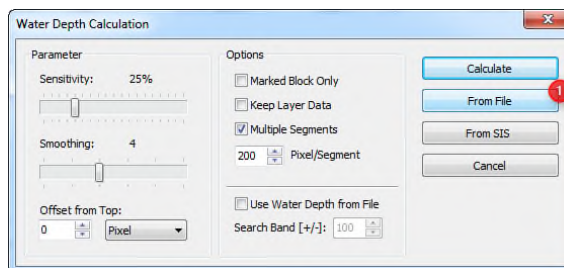 Water Depth Calculation
Parameter
Sensitivity: 25%
Smoothing: 4
Offset from Top:
0 Pixel
Options
Marked Block Only
Keep Layer Data
Multiple Segments
200 Pixel/Segment
Use Water Depth from File
Search Band [+/-]: 100
Calculate
From File
1
From SIS
Cancel